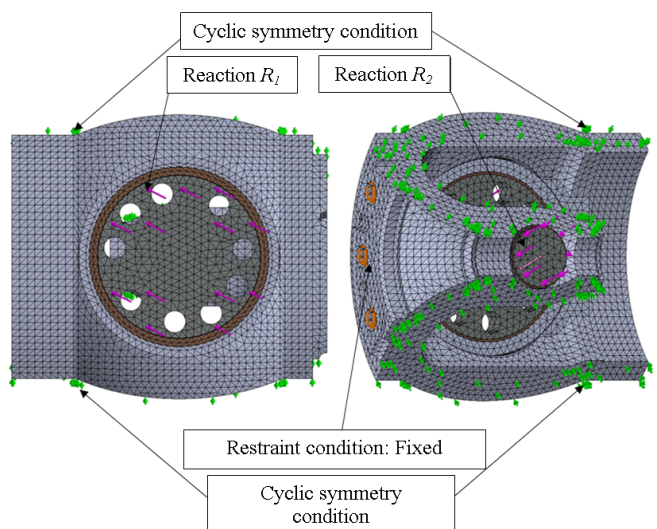 Cyclic symmetry condition
Reaction R1
Reaction R2
Restraint condition: Fixed
Cyclic symmetry
condition